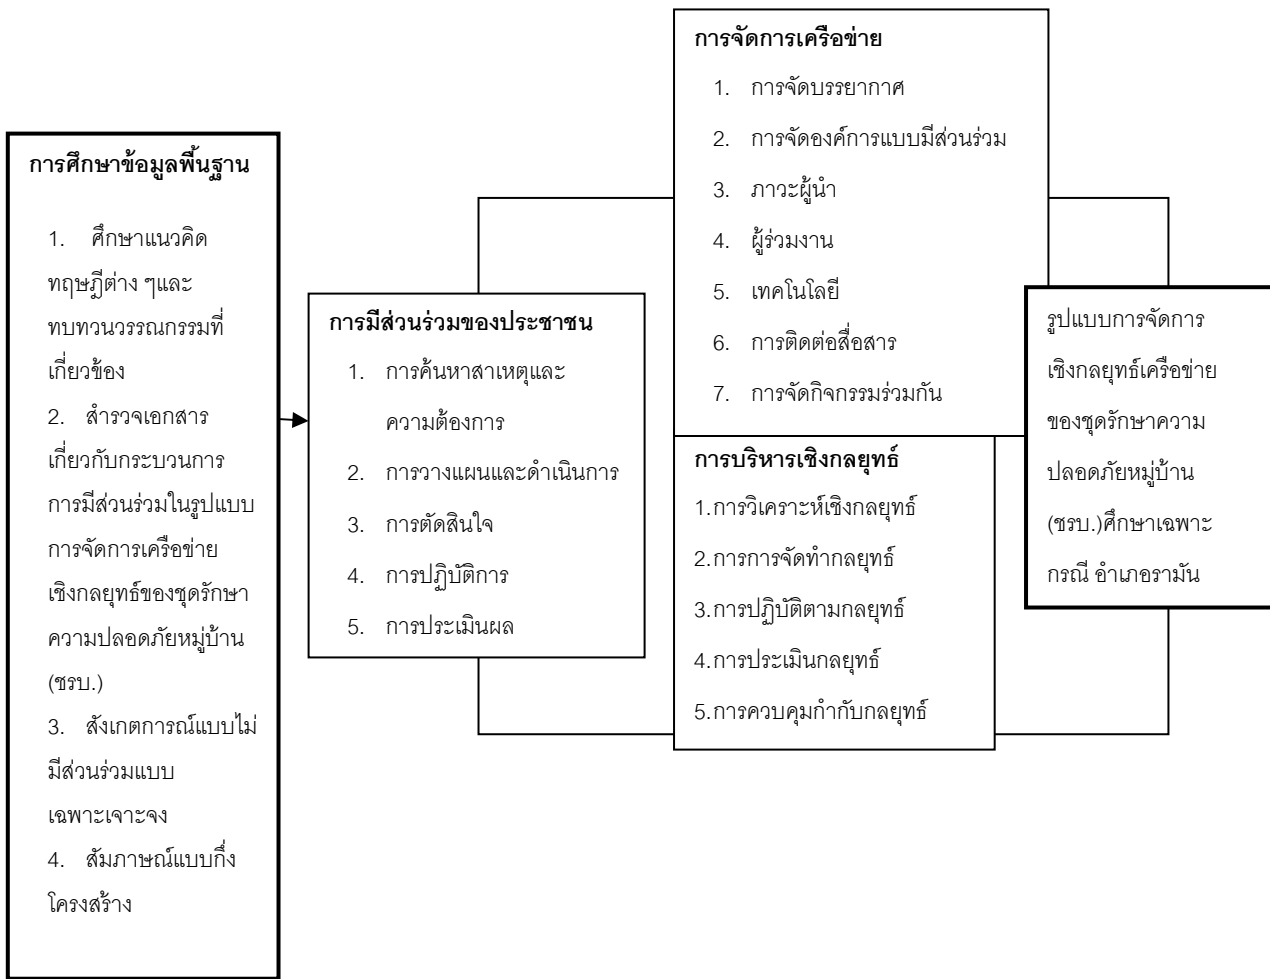 การศึกษาข้อมูลพื้นฐาน
1. ศึกษาแนวคิด
ทฤษฎีต่าง ๆและ
ทบทวนวรรณกรรมที่
เกี่ยวข้อง
2. สำรวจเอกสาร
เกี่ยวกับกระบวนการ
การมีส่วนร่วมในรูปแบบ
การจัดการเครือข่าย
เชิงกลยุทธ์ของชุดรักษา
ความปลอดภัยหมู่บ้าน
(ชรบ.)
3. สังเกตการณ์แบบไม่
มีส่วนร่วมแบบ
เฉพาะเจาะจง
4. สัมภาษณ์แบบกึ่ง
โครงสร้าง
การมีส่วนร่วมของประชาชน
1. การค้นหาสาเหตุและ
ความต้องการ
2. การวางแผนและดำเนินการ
3. การตัดสินใจ
4. การปฏิบัติการ
5. การประเมินผล
การจัดการเครือข่าย
1. การจัดบรรยากาศ
2. การจัดองค์การแบบมีส่วนร่วม
3. ภาวะผู้นำ
4. ผู้ร่วมงาน
5. เทคโนโลยี
6. การติดต่อสื่อสาร
7. การจัดกิจกรรมร่วมกัน
การบริหารเชิงกลยุทธ์
1.การวิเคราะห์เชิงกลยุทธ์
2.การการจัดทำกลยุทธ์
3.การปฏิบัติตามกลยุทธ์
4.การประเมินกลยุทธ์
5.การควบคุมกำกับกลยุทธ์
รูปแบบการจัดการ
เชิงกลยุทธ์เครือข่าย
ของชุดรักษาความ
ปลอดภัยหมู่บ้าน
(ชรบ.)ศึกษาเฉพาะ
กรณี อำเภอรามัน